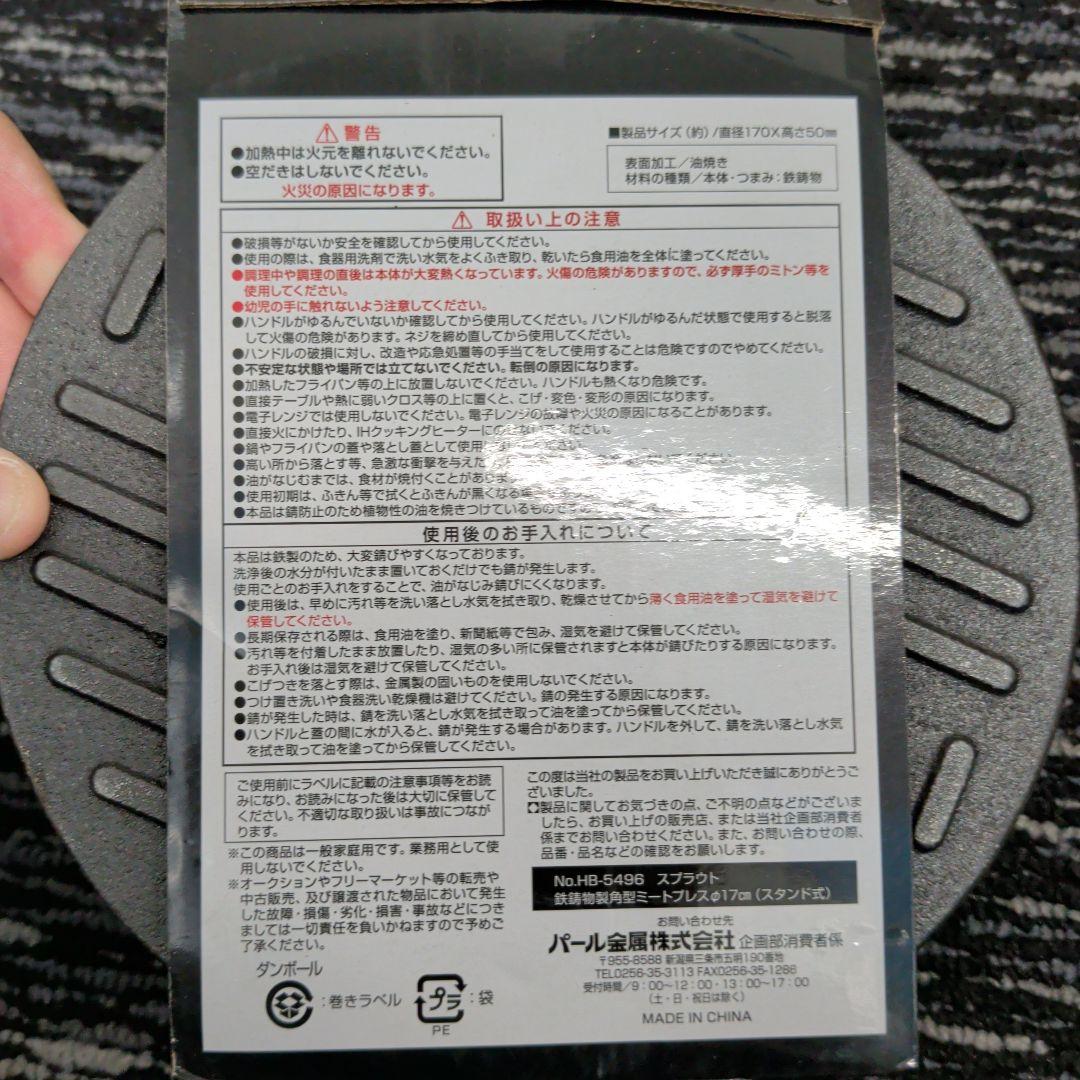 警告
●加熱中は火元を離れないでください。
●空だきはしないでください。
火災の原因になります。
■製品サイズ(約)/直径170X高さ50㎜
表面加工/油焼き
材料の種類/本体・つまみ:鉄鋳物
取扱い上の注意
●破損等がないか安全を確認してから使用してください。
●使用の際は、食器用洗剤で洗い水気をよくふき取り、乾いたら食用油を全体に塗ってください。
●調理中や調理の直後は本体が大変熱くなっています。火傷の危険がありますので、必ず厚手のミトン等を
使用してください。
●幼児の手に触れないよう注意してください。
●ハンドルがゆるんでいないか確認してから使用してください。ハンドルがゆるんだ状態で使用すると脱落
して火傷の危険があります。ネジを締め直してから使用してください。
●ハンドルの破損に対し、改造や応急処置等の手当てをして使用することは危険ですのでやめてください。
●不安定な状態や場所では立てないでください。転倒の原因になります。
●加熱したフライパン等の上に放置しないでください。ハンドルも熱くなり危険です。
●直接テーブルや熱に弱いクロス等の上に置くと、こげ・変色・変形の原因になります。
●電子レンジでは使用しないでください。電子レンジの故障や火災の原因になることがあります。
●直接火にかけたり、IHクッキングヒーターにのせないでください。
●鍋やフライパンの蓋や落とし蓋として使用しないでください。
●高い所から落とす等、急激な衝撃を与えた
●油がなじむまでは、食材が焼付くことがあ
●使用初期は、ふきん等で拭くとふきんが黒くなる
●本品は錆防止のため植物性の油を焼きつけているもので
使用後のお手入れについて
本品は鉄製のため、大変錆びやすくなっております。
洗浄後の水分が付いたまま置いておくだけでも錆が発生します。
使用ごとのお手入れをすることで、油がなじみ錆びにくくなります。
●使用後は、早めに汚れ等を洗い落とし水気を拭き取り、乾燥させてから薄く食用油を塗って湿気を避けて
保管してください。
●長期保存される際は、食用油を塗り、新聞紙等で包み、湿気を避けて保管してください。
●汚れ等を付着したまま放置したり、湿気の多い所に保管されますと本体が錆びたりする原因になります。
お手入れ後は湿気を避けて保管してください。
●こげつきを落とす際は、金属製の固いものを使用しないでください。
●つけ置き洗いや食器洗い乾燥機は避けてください。錆の発生する原因になります。
●錆が発生した時は、錆を洗い落とし水気を拭き取って油を塗ってから保管してください。
●ハンドルと蓋の間に水が入ると、錆が発生する場合があります。ハンドルを外して、錆を洗い落とし水気
を拭き取って油を塗ってから保管してください。
ご使用前にラベルに記載の注意事項等をお読
みになり、お読みになった後は大切に保管して
ください。不適切な取り扱いは事故につなが
ります。
※この商品は一般家庭用です。業務用として使
用しないでください。
※オークションやフリーマーケット等の転売や
中古販売、及び譲渡された物品において発生し
た故障・損傷・劣化・損害・事故などにつき
ましては一切責任を負いかねますので予めご
了承ください。
ダンボール
:巻きラベル
プラ
:袋
PE
この度は当社の製品をお買い上げいただき誠にありがとうご
ざいました。
製品に関してお気づきの点、ご不明の点などがございま
したら、お買い上げの販売店、または当社企画部消費者
係までお問い合わせください。また、お問い合わせの際、
品番・品名などの確認をお願いします。
No.HB-5496 スプラウト
鉄鋳物製角型ミートプレスφ17㎝(スタンド式)
お問い合わせ先
パール金属株式会社 企画部消費者係
〒955-8588 新潟県三条市五明190番地
TEL0256-35-3113 FAX0256-35-1286
受付時間/9:00〜12:00・13:00〜17:00
(土・日・祝日は除く)
MADE IN CHINA